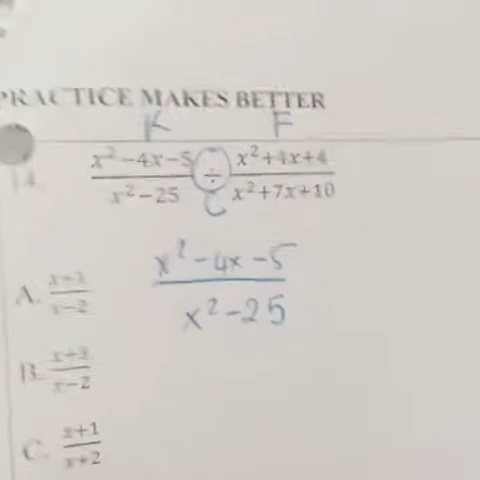 PRACTICE MAKES BETTER
K F
14. x²-4x-5/x²-25 ÷ x²+4x+4/x²+7x+10
C
x²-4x-5/x²-25
A. /x-2
B. x+3/x-2
C. x+1/x+2